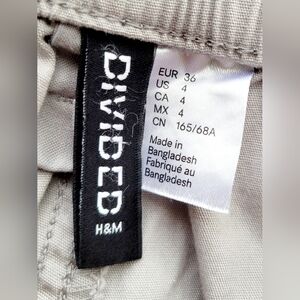 DIVIDED
H&M
EUR 36
US 4
CA 4
MX 4
CN 165/68A
Made in
Bangladesh
Fabriqué au
Bangladesh